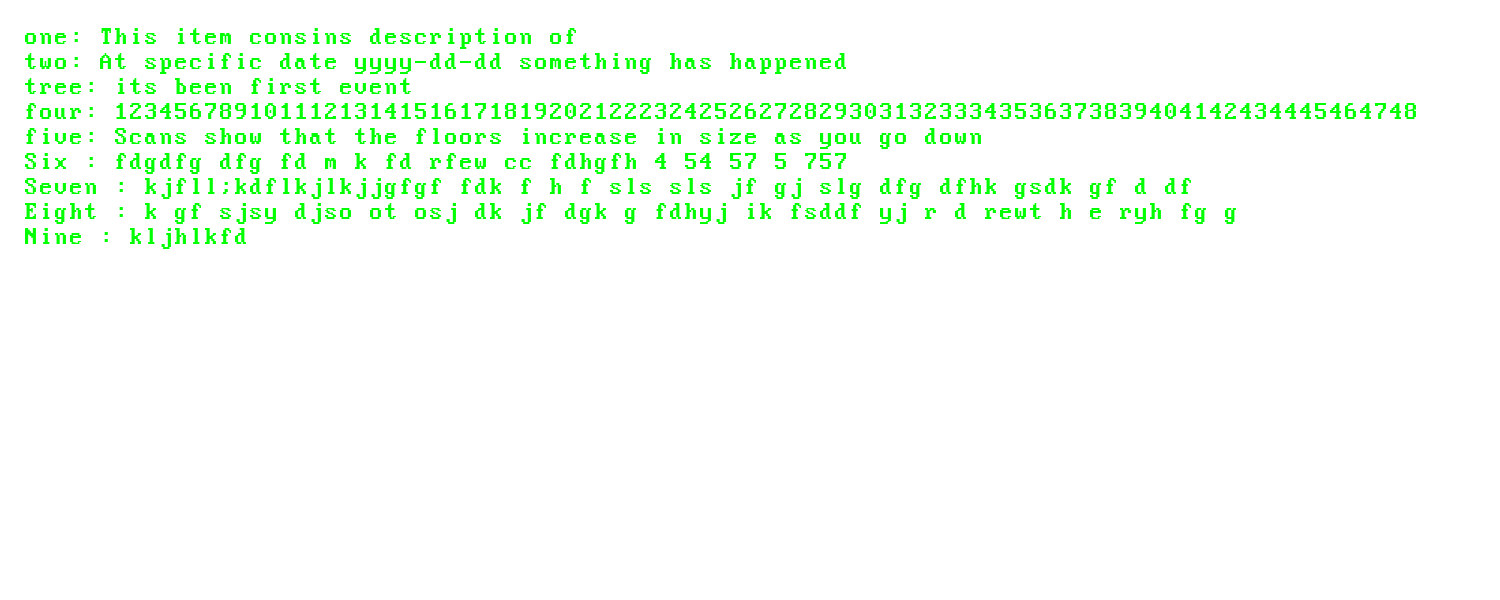 one: This item consins description of
two: At specific date yyyy-dd-dd something has happened
tree: its been first event
four: 123456789101112131415161718192021222324252627282930313233343536373839404142434445464748
five: Scans show that the floors increase in size as you go down
Six : fdgdfg dfg fd m k fd rfew cc fdhgfh 4 54 57 5 757
Seven : kjfll;kdflkjlkjjgfgf fdk f h f sls sls jf gj slg dfg dfhk gsdk gf d df
Eight : k gf sjsy djso ot osj dk jf dgk g fdhyj ik fsddf yj r d rewt h e ryh fg g
Nine : kljhlkfd